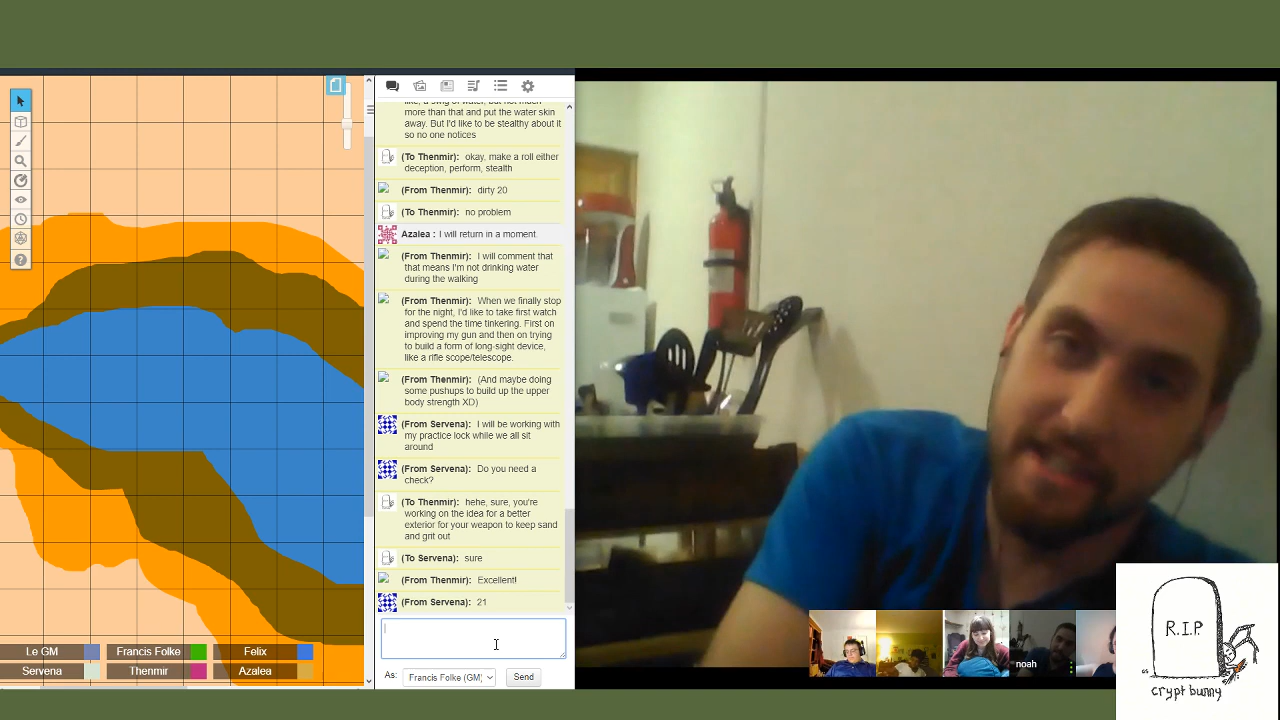 like, a swig of water, but not much
more than that and put the water skin
away. But I'd like to be stealthy about it
so no one notices
(To Thenmir): okay, make a roll either
deception, perform, stealth
(From Thenmir): dirty 20
(To Thenmir): no problem
Azalea : I will return in a moment
(From Thenmir): I will comment that
that means I'm not drinking water
during the walking
(From Thenmir): When we finally stop
for the night, I'd like to take first watch
and spend the time tinkering. First on
improving my gun and then on trying
to build a form of long-sight device,
like a rifle scope/telescope.
(From Thenmir): (And maybe doing
some pushups to build up the upper
body strength XD)
(From Servena): I will be working with
my practice lock while we all sit
around
(From Servena): Do you need a
check?
(To Thenmir): hehe, sure, you're
working on the idea for a better
exterior for your weapon to keep sand
and grit out
(To Servena): sure
(From Thenmir): Excellent!
(From Servena): 21
As: Francis Folke (GM) Send
Le GM Francis Folke Felix
Servena Thenmir Azalea
noah
R.I.P.
crypt bunny